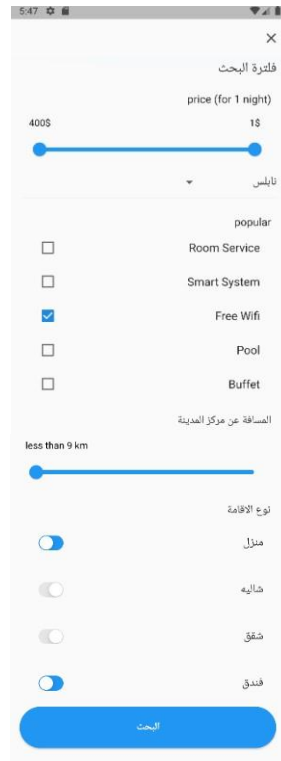 5:47
فلترة البحث
price (for 1 night)
400$ 1$
نابلس
popular
Room Service
Smart System
Free Wifi
Pool
Buffet
المسافة عن مركز المدينة
less than 9 km
نوع الاقامة
منزل
شاليه
شقق
فندق
البحث